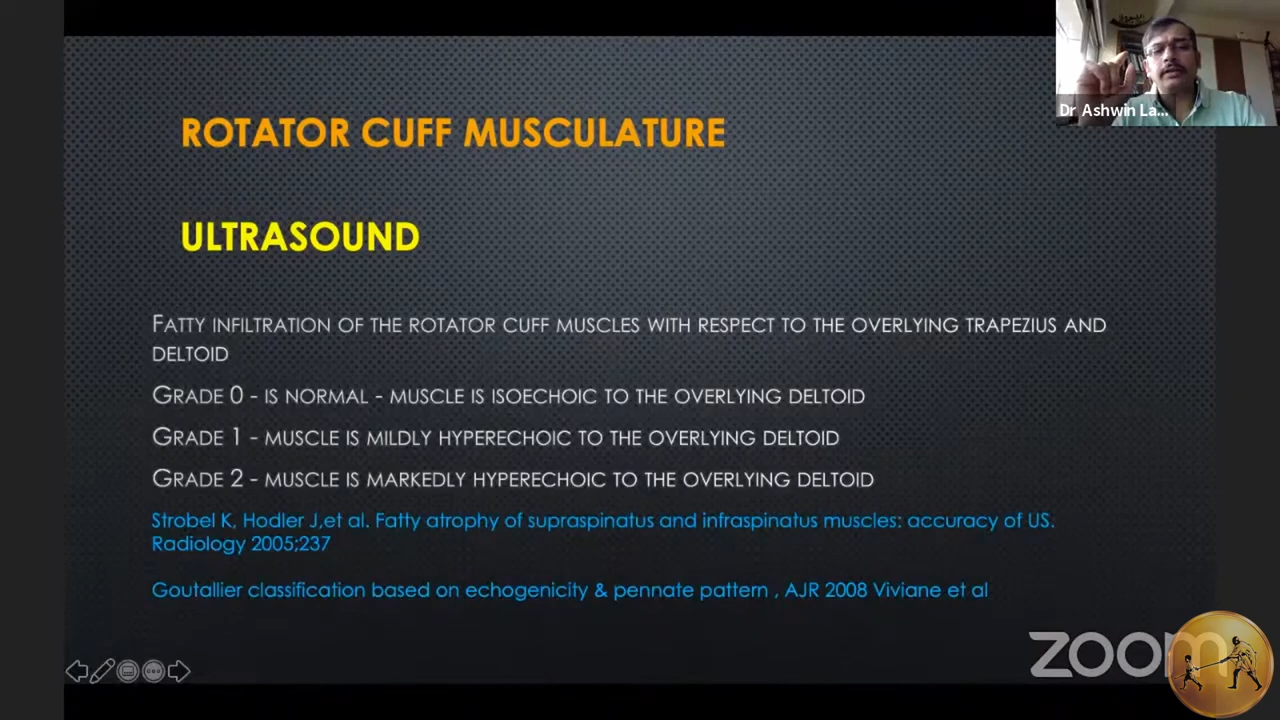 Dr Ashwin La...
ROTATOR CUFF MUSCULATURE
ULTRASOUND
FATTY INFILTRATION OF THE ROTATOR CUFF MUSCLES WITH RESPECT TO THE OVERLYING TRAPEZIUS AND
DELTOID
GRADE 0 - IS NORMAL - MUSCLE IS ISOECHOIC TO THE OVERLYING DELTOID
GRADE 1 - MUSCLE IS MILDLY HYPERECHOIC TO THE OVERLYING DELTOID
GRADE 2 - MUSCLE IS MARKEDLY HYPERECHOIC TO THE OVERLYING DELTOID
Strobel K, Hodler J,et al. Fatty atrophy of supraspinatus and infraspinatus muscles: accuracy of US.
Radiology 2005;237
Goutallier classification based on echogenicity & pennate pattern , AJR 2008 Viviane et al
zoom